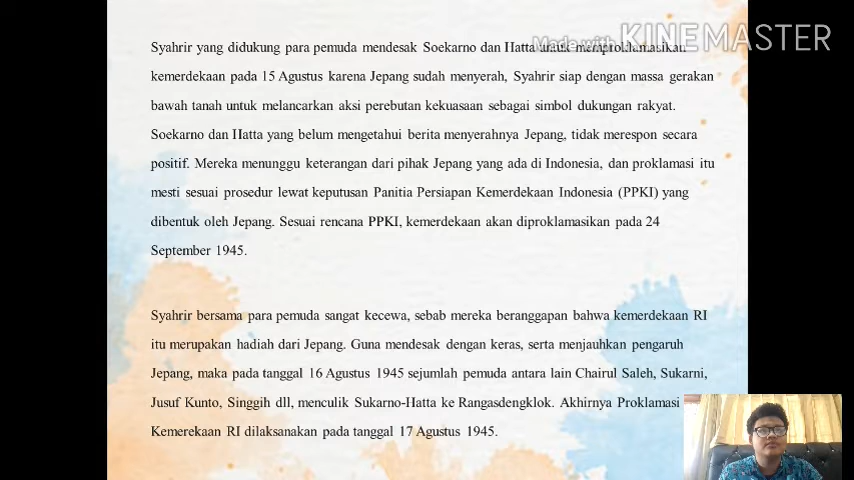 Made with KINEMASTER
Syahrir yang didukung para pemuda mendesak Soekarno dan Hatta untuk memproklamasikan
kemerdekaan pada 15 Agustus karena Jepang sudah menyerah, Syahrir siap dengan massa gerakan
bawah tanah untuk melancarkan aksi perebutan kekuasaan sebagai simbol dukungan rakyat.
Soekarno dan Hatta yang belum mengetahui berita menyerahnya Jepang, tidak merespon secara
positif. Mereka menunggu keterangan dari pihak Jepang yang ada di Indonesia, dan proklamasi itu
mesti sesuai prosedur lewat keputusan Panitia Persiapan Kemerdekaan Indonesia (PPKI) yang
dibentuk oleh Jepang. Sesuai rencana PPKI, kemerdekaan akan diproklamasikan pada 24
September 1945.
Syahrir bersama para pemuda sangat kecewa, sebab mereka beranggapan bahwa kemerdekaan RI
itu merupakan hadiah dari Jepang. Guna mendesak dengan keras, serta menjauhkan pengaruh
Jepang, maka pada tanggal 16 Agustus 1945 sejumlah pemuda antara lain Chairul Saleh, Sukarni,
Jusuf Kunto, Singgih dll, menculik Sukarno-Hatta ke Rangasdengklok. Akhirnya Proklamasi
Kemerekaan RI dilaksanakan pada tanggal 17 Agustus 1945.